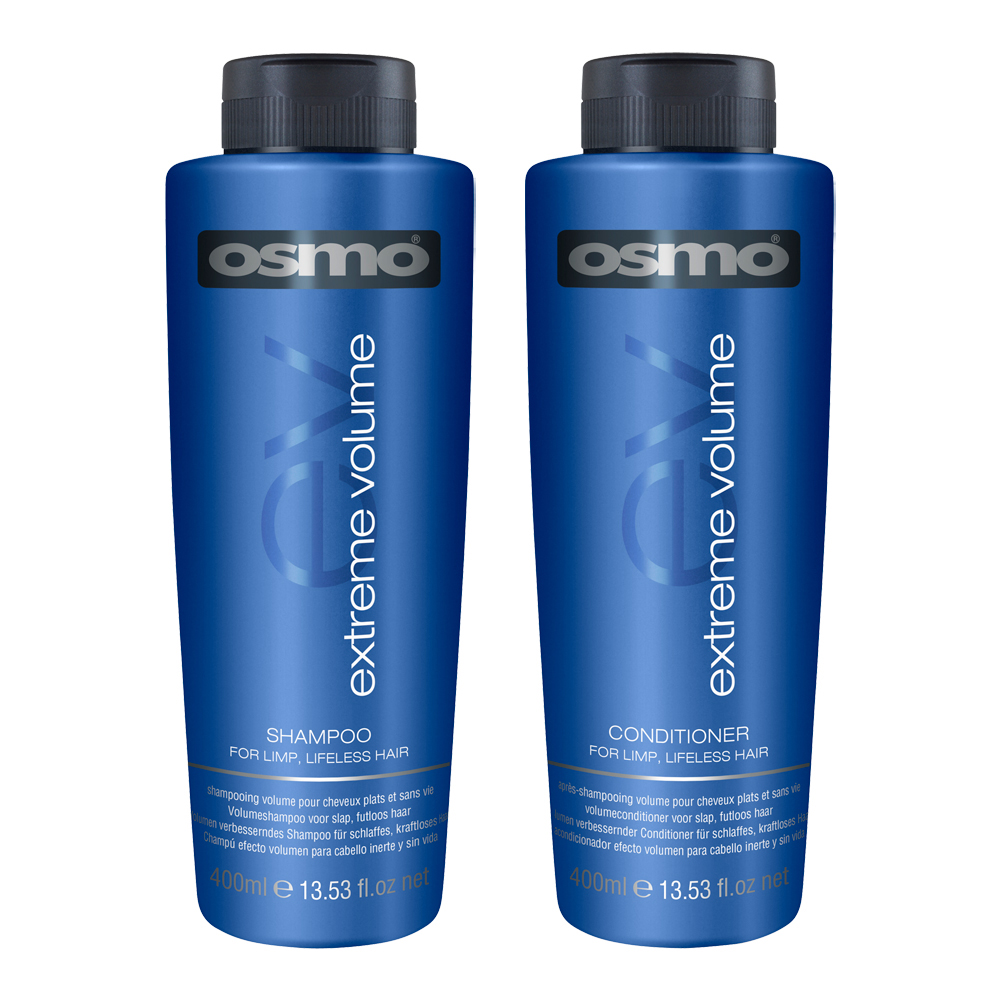 osmo®
ev
extreme volume
SHAMPOO
FOR LIMP, LIFELESS HAIR
shampooing volume pour cheveux plats et sans vie
Volumeshampoo voor slap, futloos haar
verbesserndes Shampoo für schlaffes, kraftloses
Champú efecto volumen para cabello inerte y sin vida
400ml e 13.53 fl.oz net
osmo®
ev
extreme volume
CONDITIONER
FOR LIMP, LIFELESS HAIR
après-shampooing volume pour cheveux plats et sans vie
volumeconditioner voor slap, futloos haar
verbessernder Conditioner für schlaffes, kraftloses
acondicionador efecto volumen para cabello inerte y sin vida
400ml e 13.53 fl.oz net